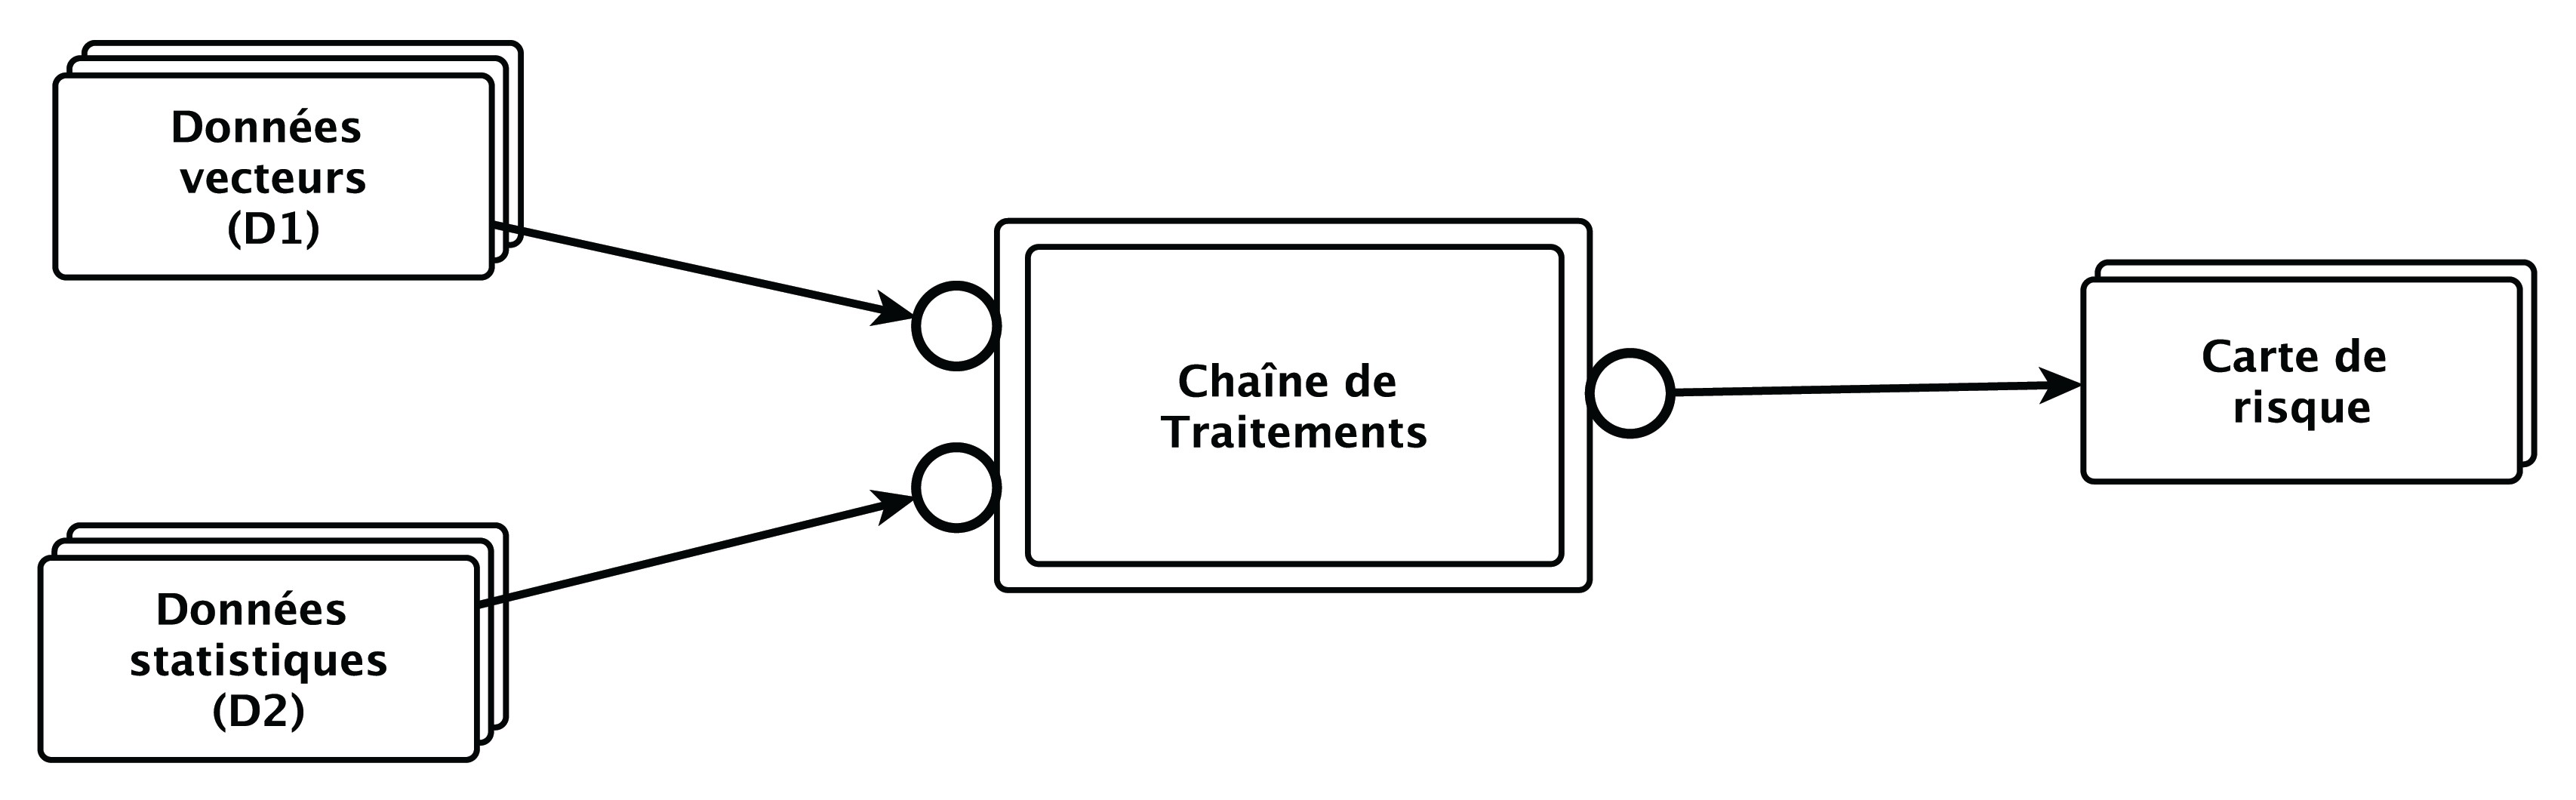 Données
vecteurs
(D1)
Données
statistiques
(D2)
Chaîne de
Traitements
Carte de
risque